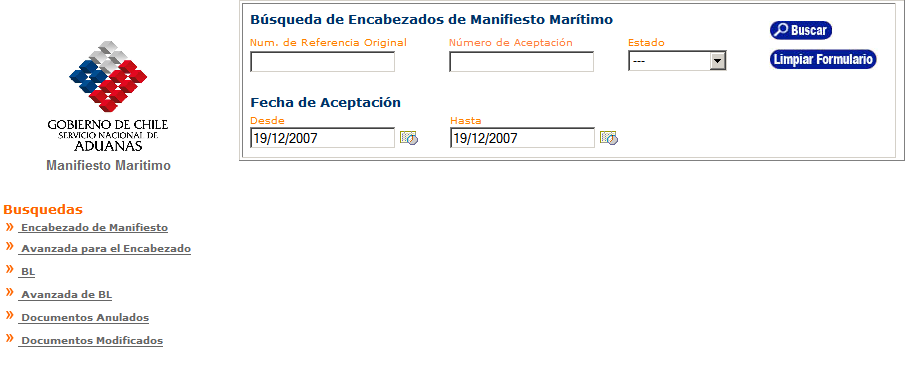 GOBIERNO DE CHILE
SERVICIO NACIONAL DE
ADUANAS
Manifiesto Maritimo
Busquedas
» Encabezado de Manifiesto
» Avanzada para el Encabezado
» BL
» Avanzada de BL
» Documentos Anulados
» Documentos Modificados
Búsqueda de Encabezados de Manifiesto Marítimo
Num. de Referencia Original Número de Aceptación Estado
---
Fecha de Aceptación
Desde Hasta
19/12/2007 19/12/2007
Buscar
Limpiar Formulario